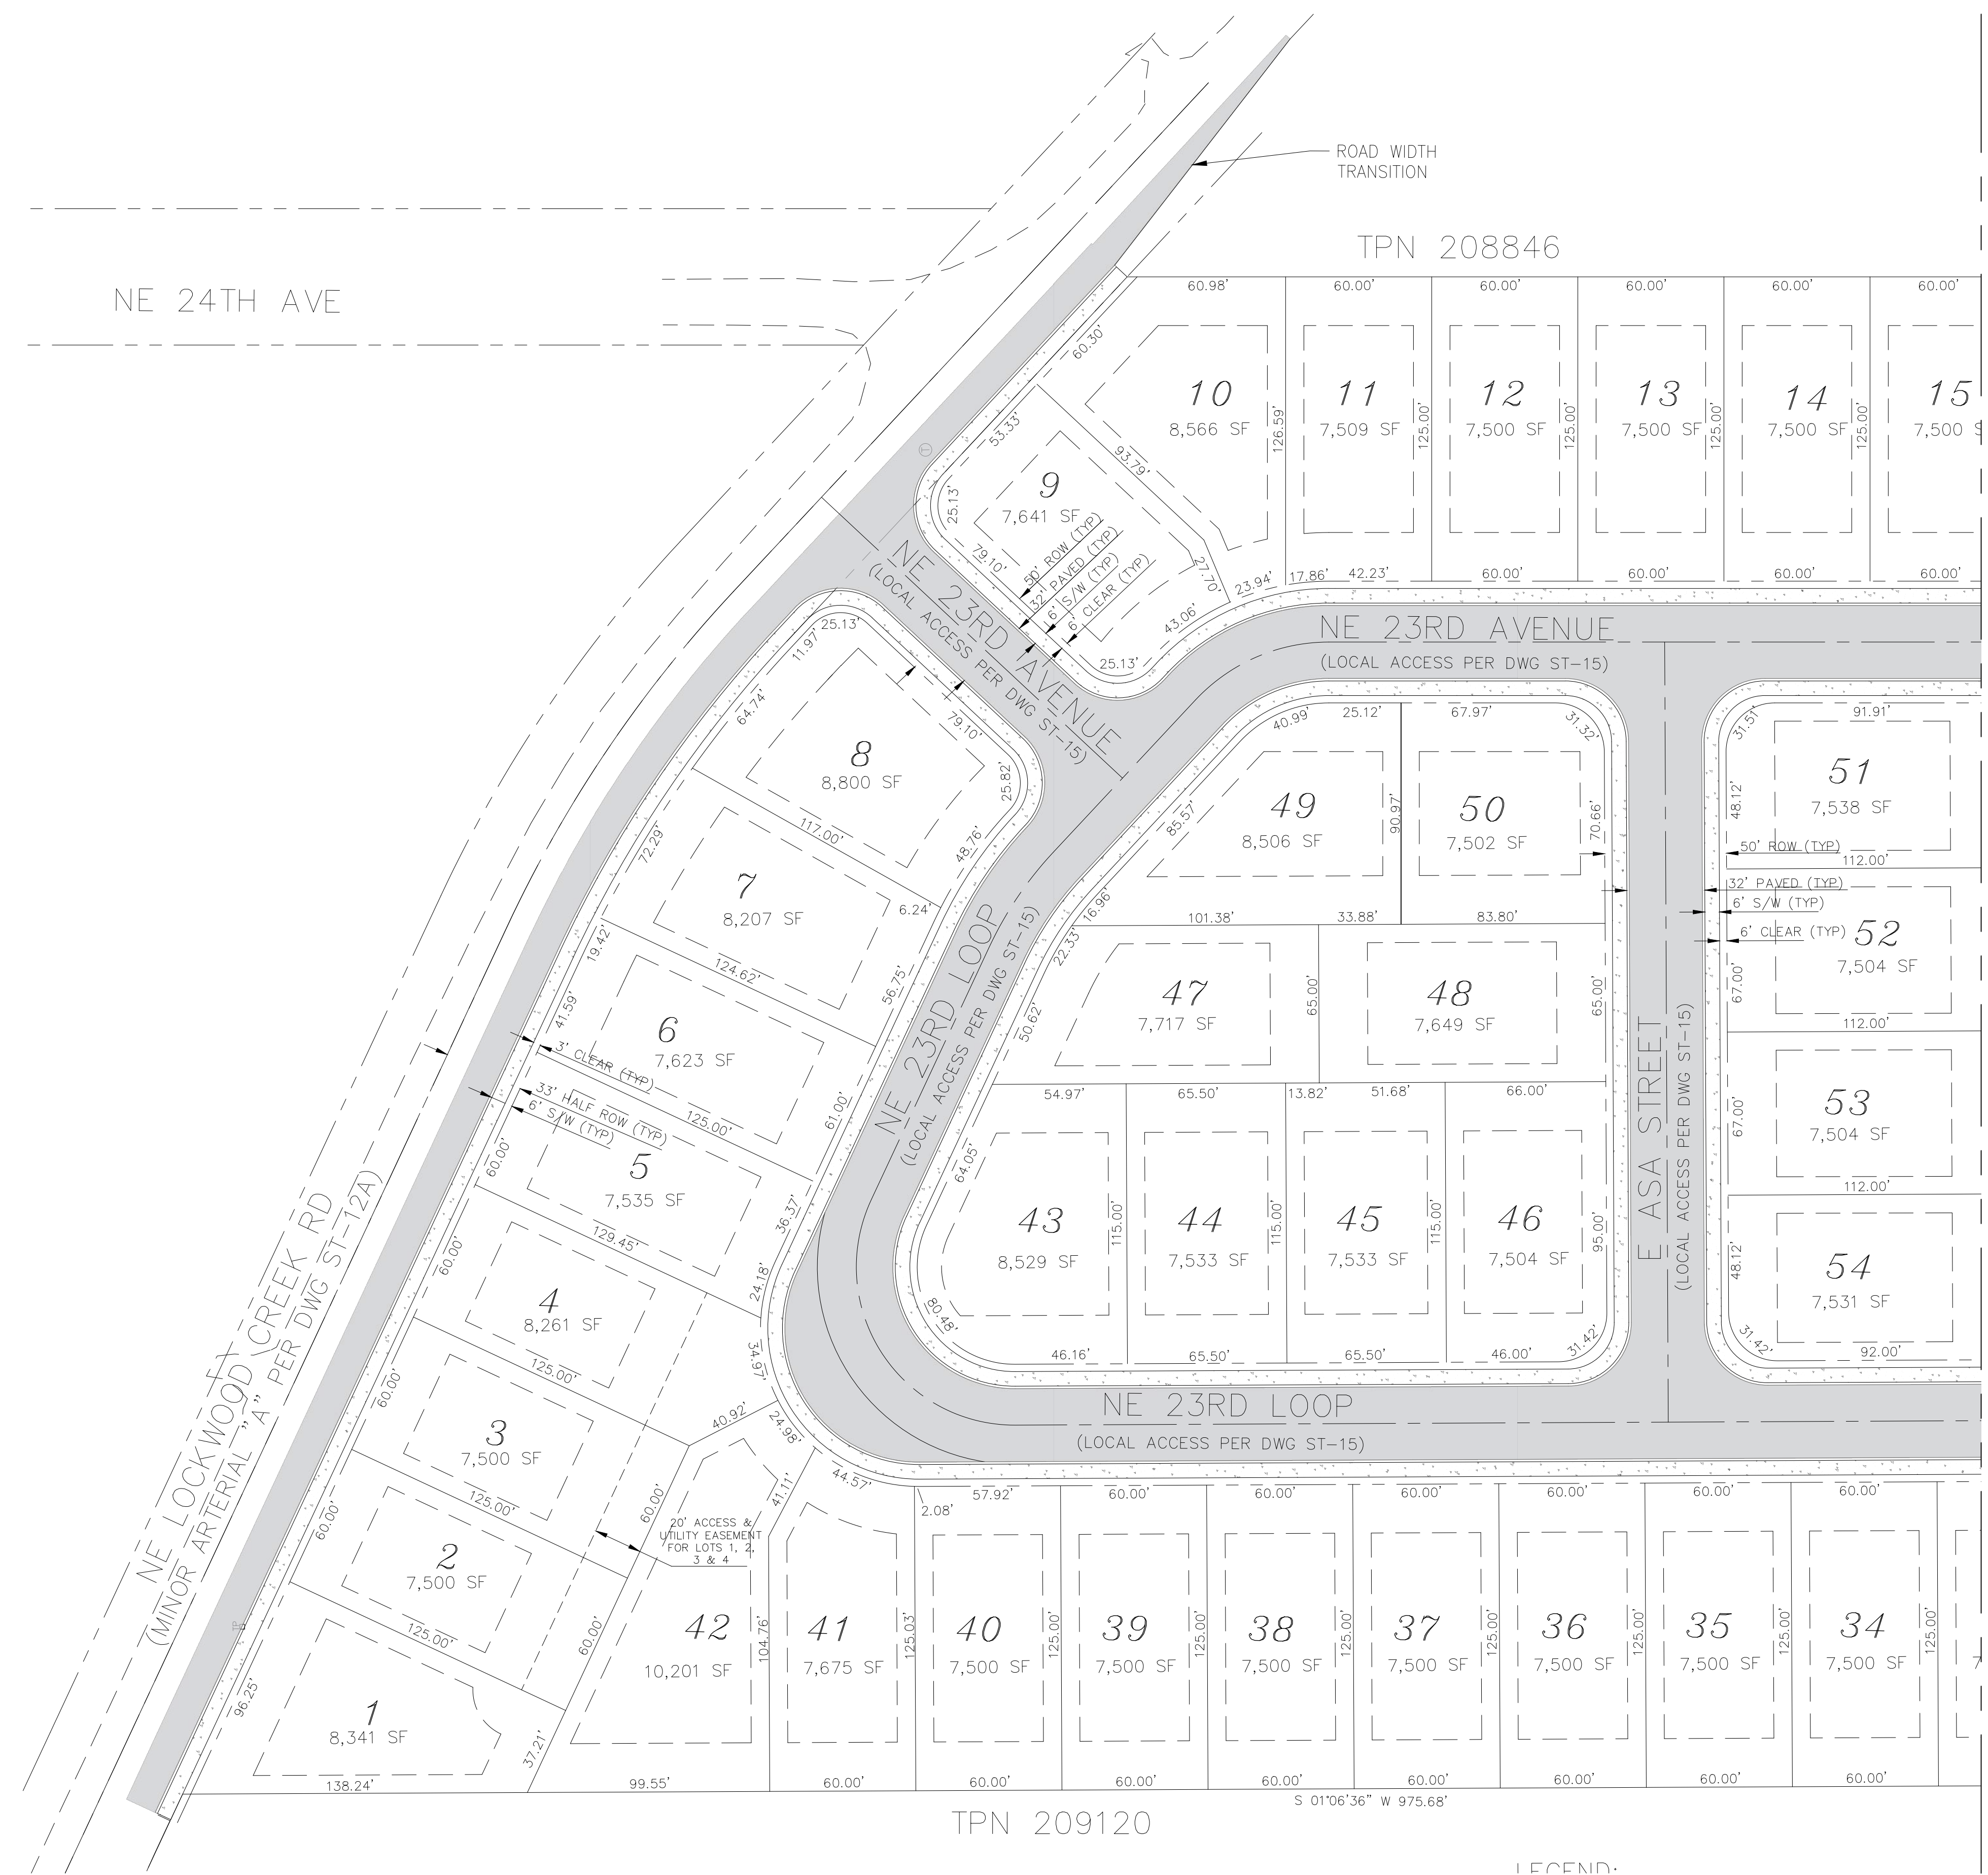 ROAD WIDTH
TRANSITION
TPN 208846
NE 24TH AVE
60.98'
60.00'
60.00'
60.00'
60.00'
60.00'
60.30'
10
8,566 SF
126.59'
11
7,509 SF
125.00'
12
7,500 SF
125.00'
13
7,500 SF
125.00'
14
7,500 SF
125.00'
15
7,500
53.33'
93.79'
9
7,641 SF
25.13'
79.10'
50' ROW (TYP)
32' PAVED (TYP)
6' S/W (TYP)
6' CLEAR (TYP)
27.70'
43.06'
25.13'
23.94'
17.86'
42.23'
60.00'
60.00'
60.00'
60.00'
NE 23RD AVENUE
(LOCAL ACCESS PER DWG ST-15)
NE 23RD AVENUE
(LOCAL ACCESS PER DWG ST-15)
25.13'
11.97'
64.74'
79.10'
25.82'
8
8,800 SF
117.00'
48.76'
72.29'
7
8,207 SF
6.24'
19.42'
124.62'
56.75'
41.59'
6
7,623 SF
3' CLEAR (TYP)
33' HALF ROW (TYP)
6' S/W (TYP)
125.00'
61.00'
60.00'
5
7,535 SF
129.45'
36.37'
24.18'
60.00'
4
8,261 SF
125.00'
34.97'
60.00'
3
7,500 SF
125.00'
40.92'
24.98'
60.00'
60.00'
2
7,500 SF
125.00'
60.00'
20' ACCESS &
UTILITY EASEMENT
FOR LOTS 1, 2,
3 & 4
96.25'
1
8,341 SF
37.21'
138.24'
NE LOCKWOOD CREEK RD
(MINOR ARTERIAL "A" PER DWG ST-12A)
NE 23RD LOOP
(LOCAL ACCESS PER DWG ST-15)
40.99'
25.12'
67.97'
31.32'
85.57'
49
8,506 SF
90.97'
50
7,502 SF
70.66'
16.96'
101.38'
33.88'
83.80'
22.33'
50.62'
47
7,717 SF
65.00'
48
7,649 SF
65.00'
54.97'
65.50'
13.82'
51.68'
66.00'
64.05'
43
8,529 SF
115.00'
44
7,533 SF
115.00'
45
7,533 SF
115.00'
46
7,504 SF
95.00'
80.48'
46.16'
65.50'
65.50'
46.00'
31.42'
E ASA STREET
(LOCAL ACCESS PER DWG ST-15)
31.51'
91.91'
48.12'
51
7,538 SF
50' ROW (TYP)
112.00'
32' PAVED (TYP)
6' S/W (TYP)
6' CLEAR (TYP)
52
7,504 SF
67.00'
112.00'
53
7,504 SF
67.00'
112.00'
54
7,531 SF
48.12'
31.42'
92.00'
NE 23RD LOOP
(LOCAL ACCESS PER DWG ST-15)
44.57'
41.11'
2.08'
57.92'
60.00'
60.00'
60.00'
60.00'
60.00'
60.00'
42
10,201 SF
104.76'
41
7,675 SF
125.03'
40
7,500 SF
125.00'
39
7,500 SF
125.00'
38
7,500 SF
125.00'
37
7,500 SF
125.00'
36
7,500 SF
125.00'
35
7,500 SF
125.00'
34
7,500 SF
125.00'
99.55'
60.00'
60.00'
60.00'
60.00'
60.00'
60.00'
60.00'
60.00'
S 01°06'36" W 975.68'
TPN 209120
LEGEND: